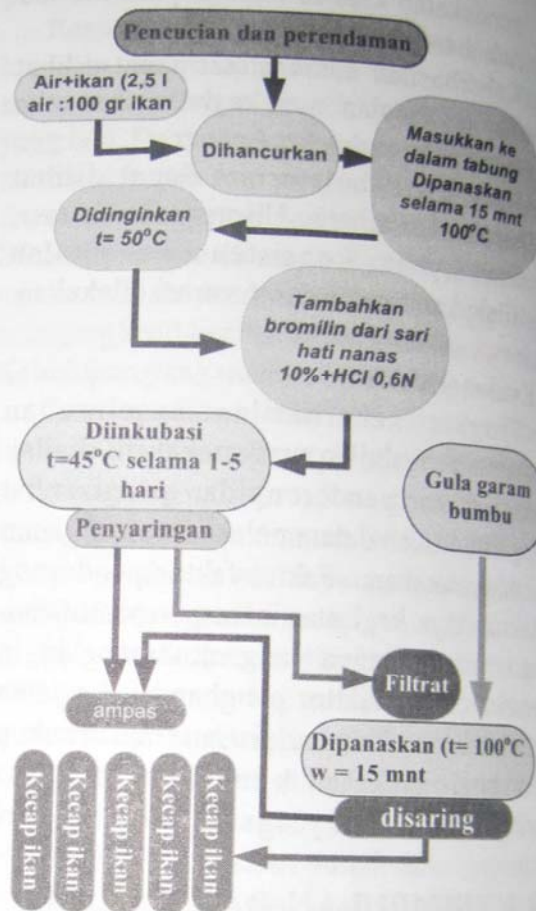 Pencucian dan perendaman
Air+ikan (2,5 l
air :100 gr ikan
Dihancurkan
Masukkan ke
dalam tabung
Dipanaskan
selama 15 mnt
100°C
Didinginkan
t= 50°C
Tambahkan
bromilin dari sari
hati nanas
10%+HCl 0,6N
Diinkubasi
t=45°C selama 1-5
hari
Penyaringan
Gula garam
bumbu
Filtrat
ampas
Dipanaskan (t= 100°C
w = 15 mnt
disaring
Kecap ikan
Kecap ikan
Kecap ikan
Kecap ikan
Kecap ikan